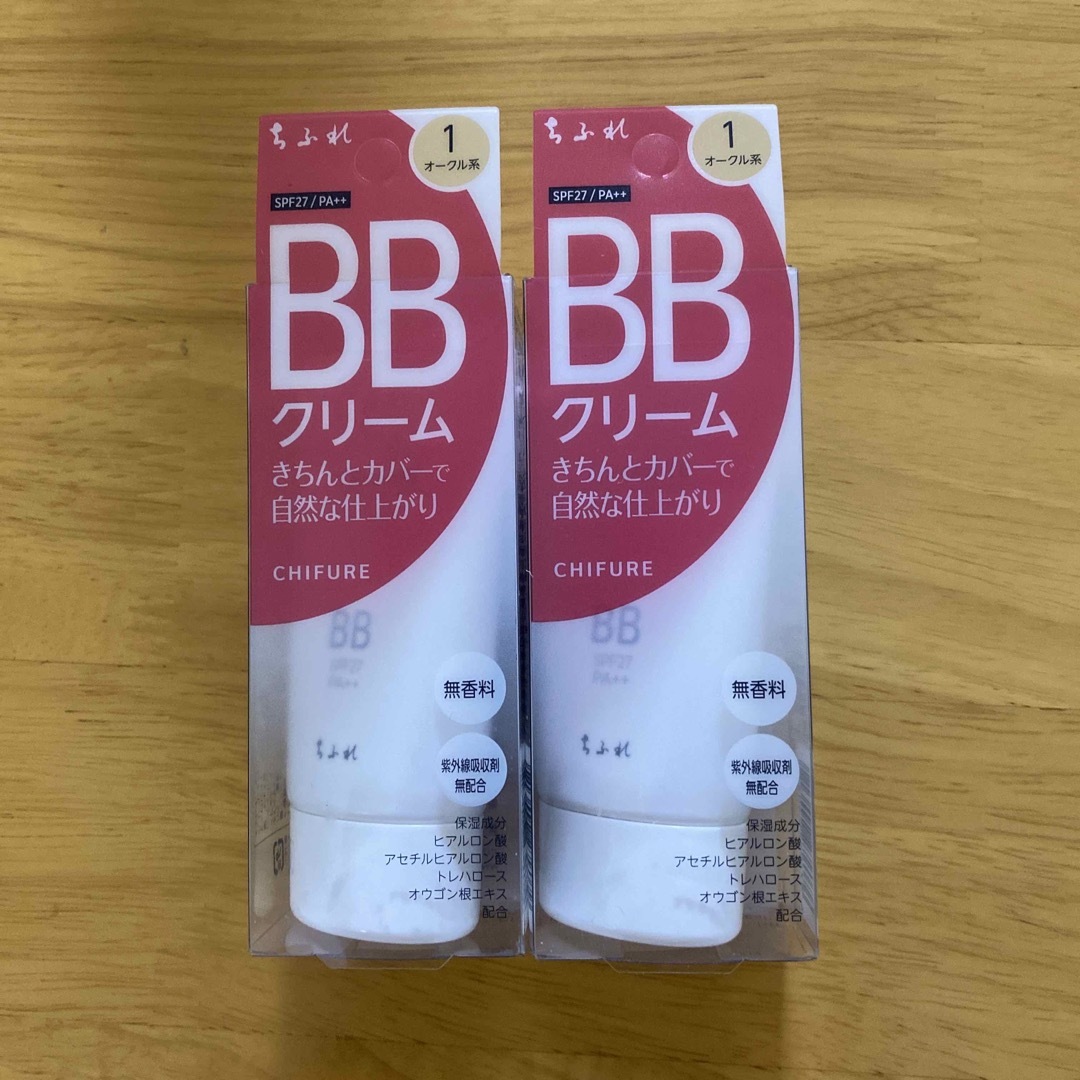 ちふれ
1
オークル系
SPF27 / PA++
BB
クリーム
きちんとカバーで
自然な仕上がり
CHIFURE
BB
SPF27
PA++
無香料
ちふれ
紫外線吸収剤
無配合
保湿成分
ヒアルロン酸
アセチルヒアルロン酸
トレハロース
オウゴン根エキス
配合
ちふれ
1
オークル系
SPF27 / PA++
BB
クリーム
きちんとカバーで
自然な仕上がり
CHIFURE
BB
SPF27
PA++
無香料
ちふれ
紫外線吸収剤
無配合
保湿成分
ヒアルロン酸
アセチルヒアルロン酸
トレハロース
オウゴン根エキス
配合